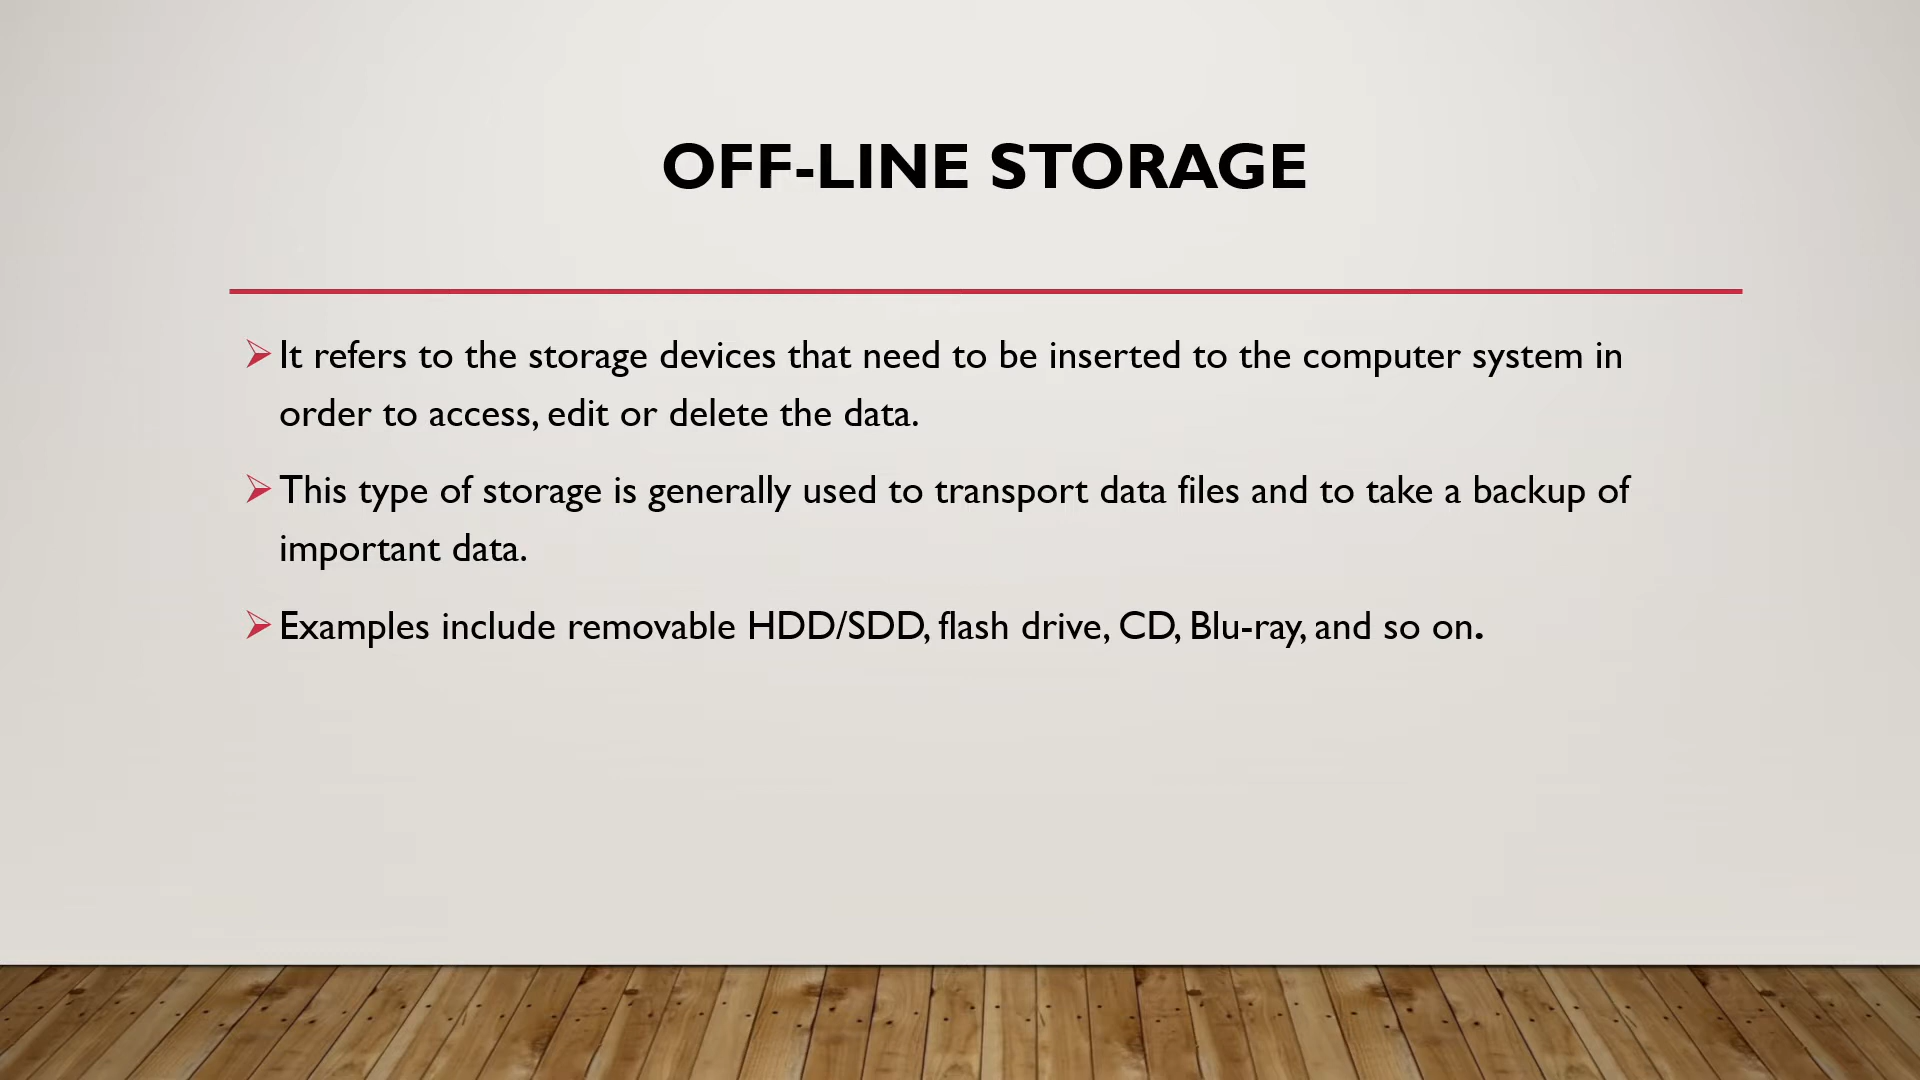 OFF-LINE STORAGE
It refers to the storage devices that need to be inserted to the computer system in
order to access, edit or delete the data.
This type of storage is generally used to transport data files and to take a backup of
important data.
Examples include removable HDD/SDD, flash drive, CD, Blu-ray, and so on.